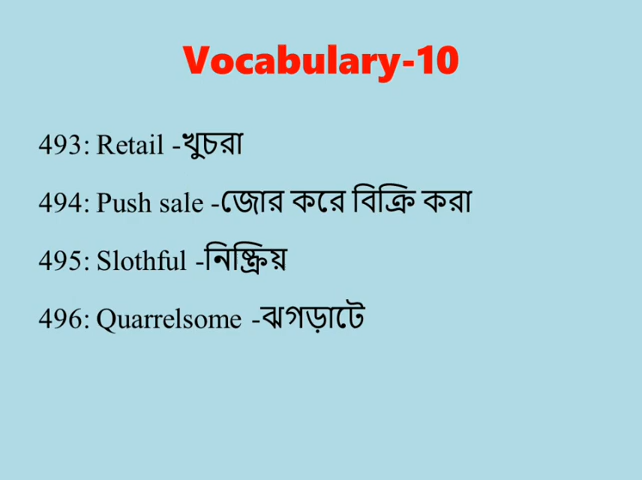 Vocabulary-10
493: Retail -খুচরা
494: Push sale -জোর করে বিক্রি করা
495: Slothful -নিষ্ক্রিয়
496: Quarrelsome -ঝগড়াটে